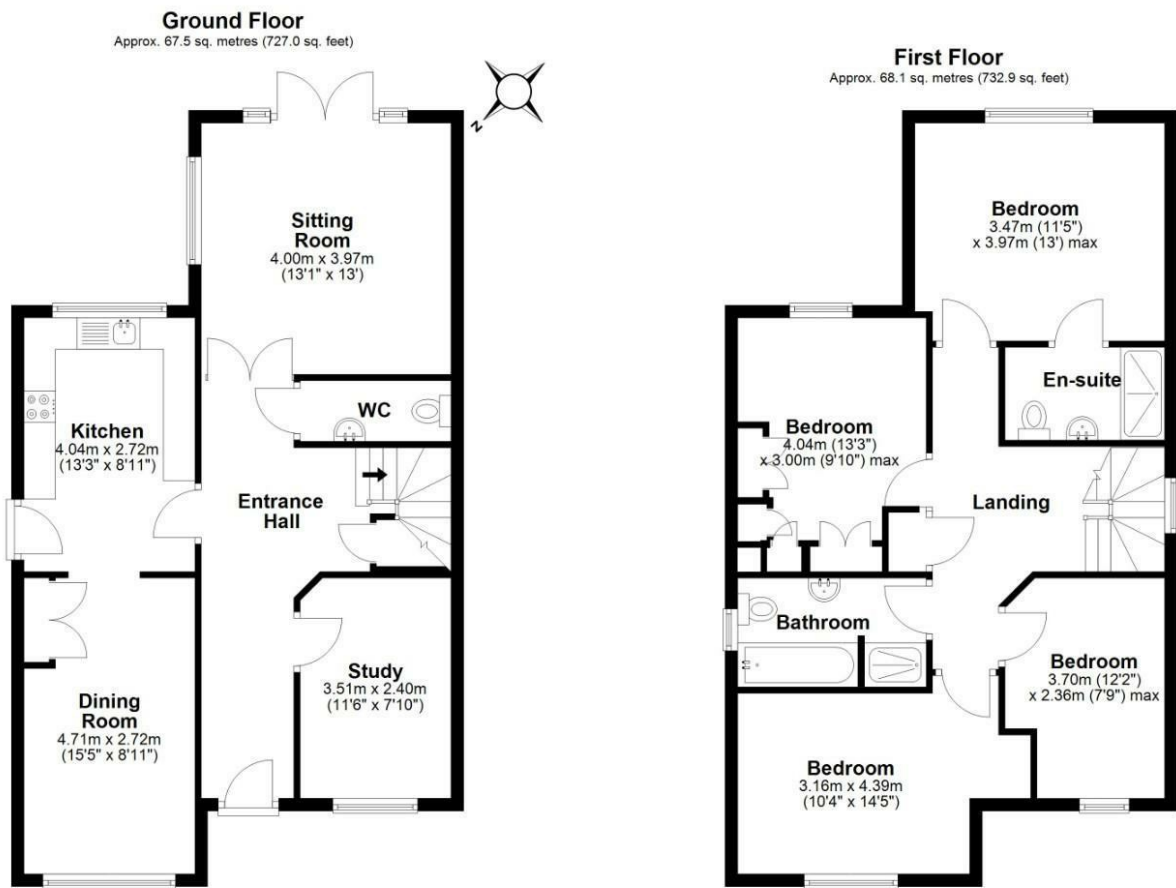 Ground Floor
Approx. 67.5 sq. metres (727.0 sq. feet)
N
Sitting
Room
4.00m x 3.97m
(13'1" x 13')
Kitchen
4.04m x 2.72m
(13'3" x 8'11")
WC
Entrance
Hall
Study
3.51m x 2.40m
(11'6" x 7'10")
Dining
Room
4.71m x 2.72m
(15'5" x 8'11")
First Floor
Approx. 68.1 sq. metres (732.9 sq. feet)
Bedroom
3.47m (11'5")
x 3.97m (13') max
En-suite
Bedroom
4.04m (13'3")
x 3.00m (9'10") max
Landing
Bathroom
Bedroom
3.70m (12'2")
x 2.36m (7'9") max
Bedroom
3.16m x 4.39m
(10'4" x 14'5")